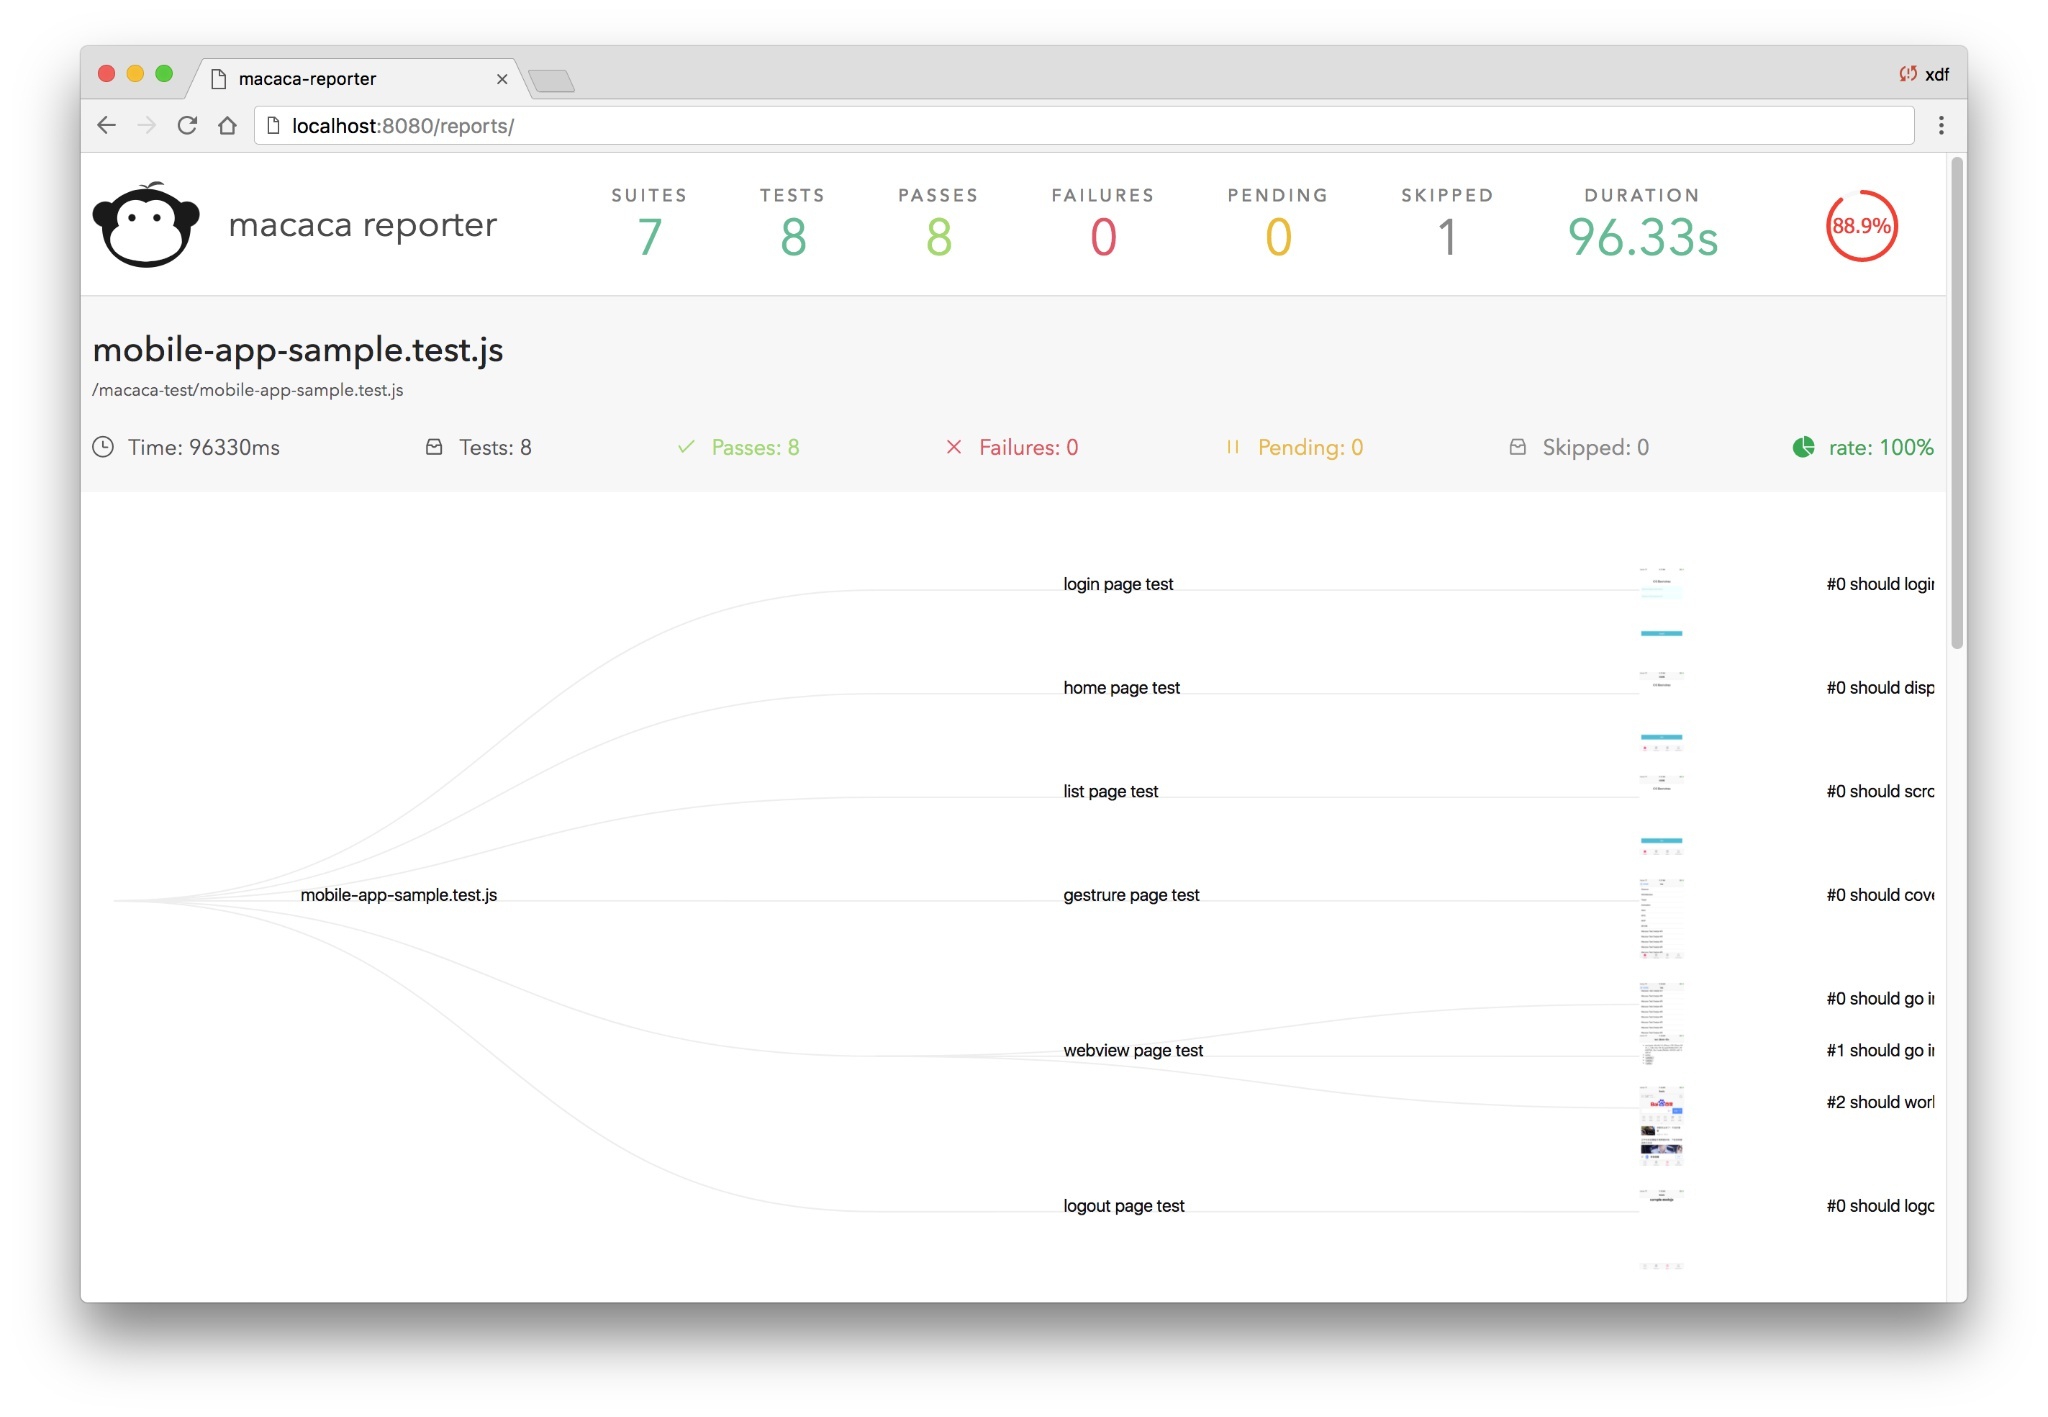 macaca-reporter
xdf
localhost:8080/reports/
macaca reporter
SUITES
7
TESTS
8
PASSES
8
FAILURES
0
PENDING
0
SKIPPED
1
DURATION
96.33s
88.9%
mobile-app-sample.test.js
/macaca-test/mobile-app-sample.test.js
Time: 96330ms
Tests: 8
Passes: 8
Failures: 0
Pending: 0
Skipped: 0
rate: 100%
login page test
#0 should login
home page test
#0 should disp
list page test
#0 should scro
mobile-app-sample.test.js
gestrure page test
#0 should cove
#0 should go in
webview page test
#1 should go in
#2 should work
logout page test
#0 should logo